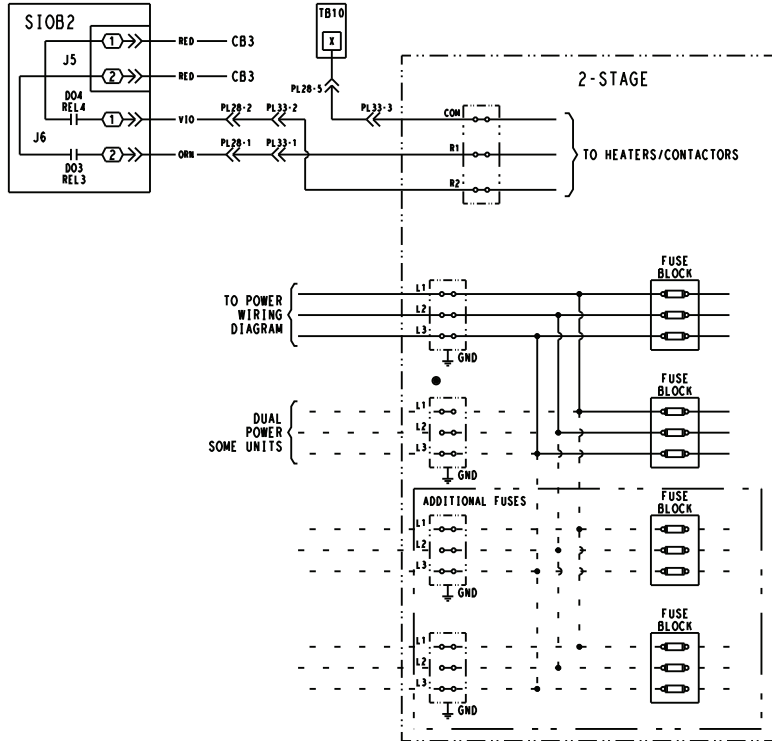 SIOB2
J5
1 RED CB3
2 RED CB3
DO4
REL4
1 VIO PL28-2 PL33-2
J6
2 ORN PL28-1 PL33-1
DO3
REL3
TB10
X
PL28-5
PL33-3
2-STAGE
COM
R1
R2
TO HEATERS/CONTACTORS
TO POWER
WIRING
DIAGRAM
L1
L2
L3
GND
FUSE
BLOCK
DUAL
POWER
SOME UNITS
L1
L2
L3
GND
FUSE
BLOCK
ADDITIONAL FUSES
L1
L2
L3
GND
FUSE
BLOCK
L1
L2
L3
GND
FUSE
BLOCK